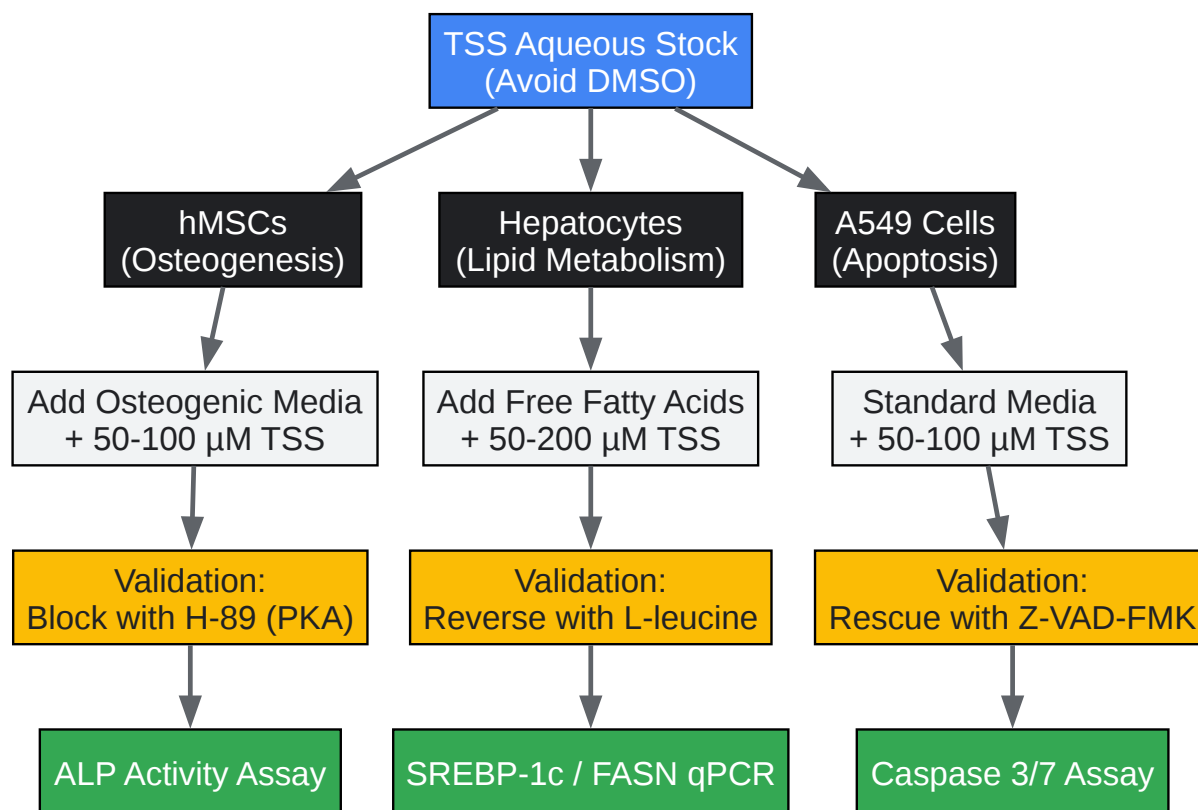 TSS Aqueous Stock
(Avoid DMSO)
hMSCs
(Osteogenesis)
Hepatocytes
(Lipid Metabolism)
A549 Cells
(Apoptosis)
Add Osteogenic Media
+ 50-100 µM TSS
Add Free Fatty Acids
+ 50-200 µM TSS
Standard Media
+ 50-100 µM TSS
Validation:
Block with H-89 (PKA)
Validation:
Reverse with L-leucine
Validation:
Rescue with Z-VAD-FMK
ALP Activity Assay
SREBP-1c / FASN qPCR
Caspase 3/7 Assay